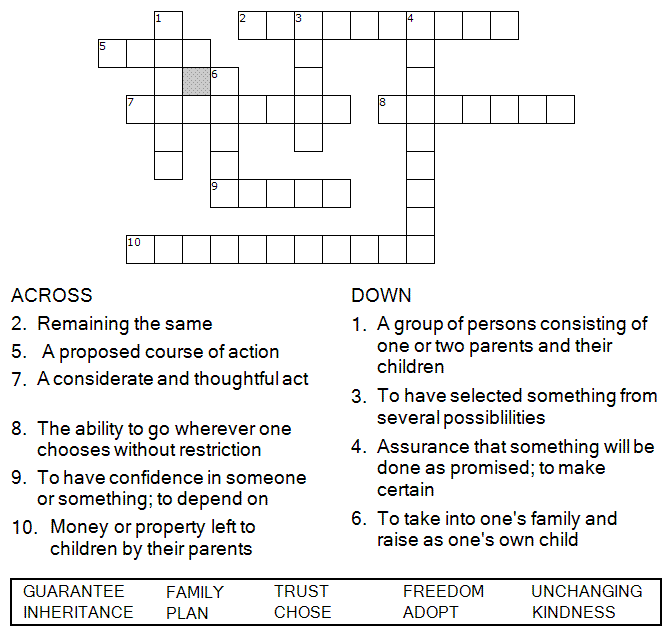 1
2
3
4
5
6
7
8
9
10
ACROSS
2. Remaining the same
5. A proposed course of action
7. A considerate and thoughtful act
8. The ability to go wherever one
chooses without restriction
9. To have confidence in someone
or something; to depend on
10. Money or property left to
children by their parents
DOWN
1. A group of persons consisting of
one or two parents and their
children
3. To have selected something from
several possiblilities
4. Assurance that something will be
done as promised; to make
certain
6. To take into one's family and
raise as one's own child
GUARANTEE FAMILY TRUST FREEDOM UNCHANGING
INHERITANCE PLAN CHOSE ADOPT KINDNESS